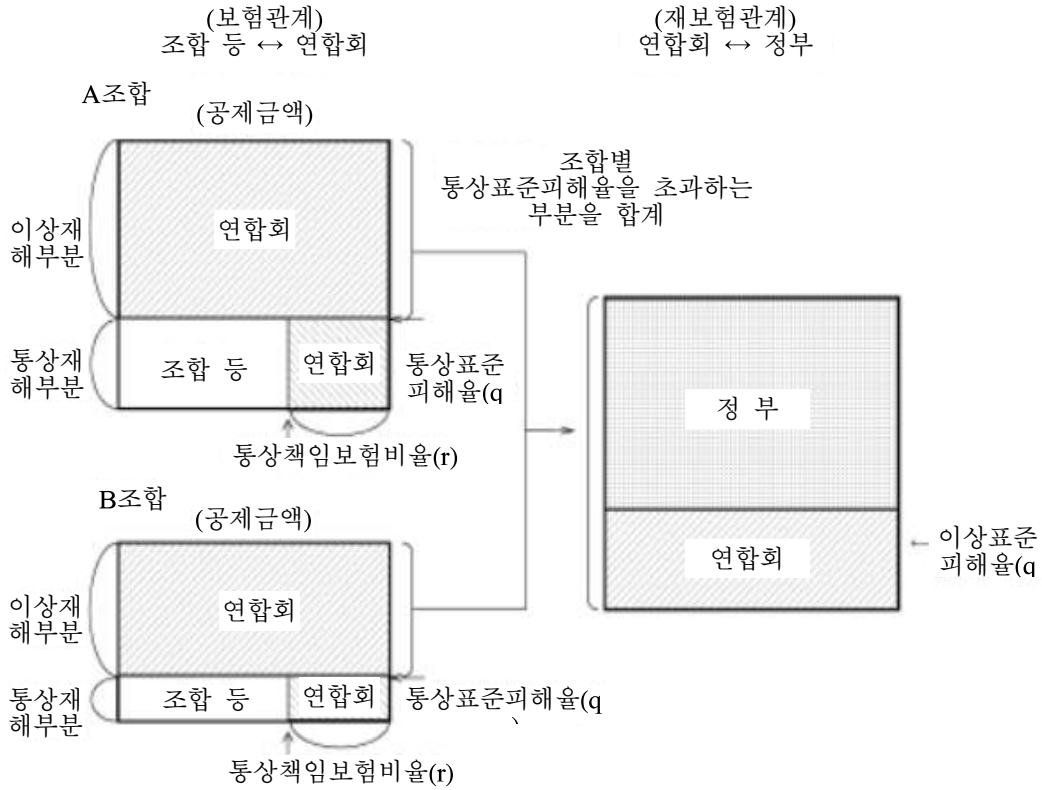 (보험관계)
조합 등 ↔ 연합회
(재보험관계)
연합회 ↔ 정부
A조합
(공제금액)
조합별
통상표준피해율을 초과하는
부분을 합계
이상재
해부분
연합회
통상재
해부분
조합 등
연합회
통상표준
피해율(q
통상책임보험비율(r)
정 부
연합회
이상표준
피해율(q
B조합
(공제금액)
이상재
해부분
연합회
통상재
해부분
조합 등
연합회
통상표준피해율(q
)
통상책임보험비율(r)